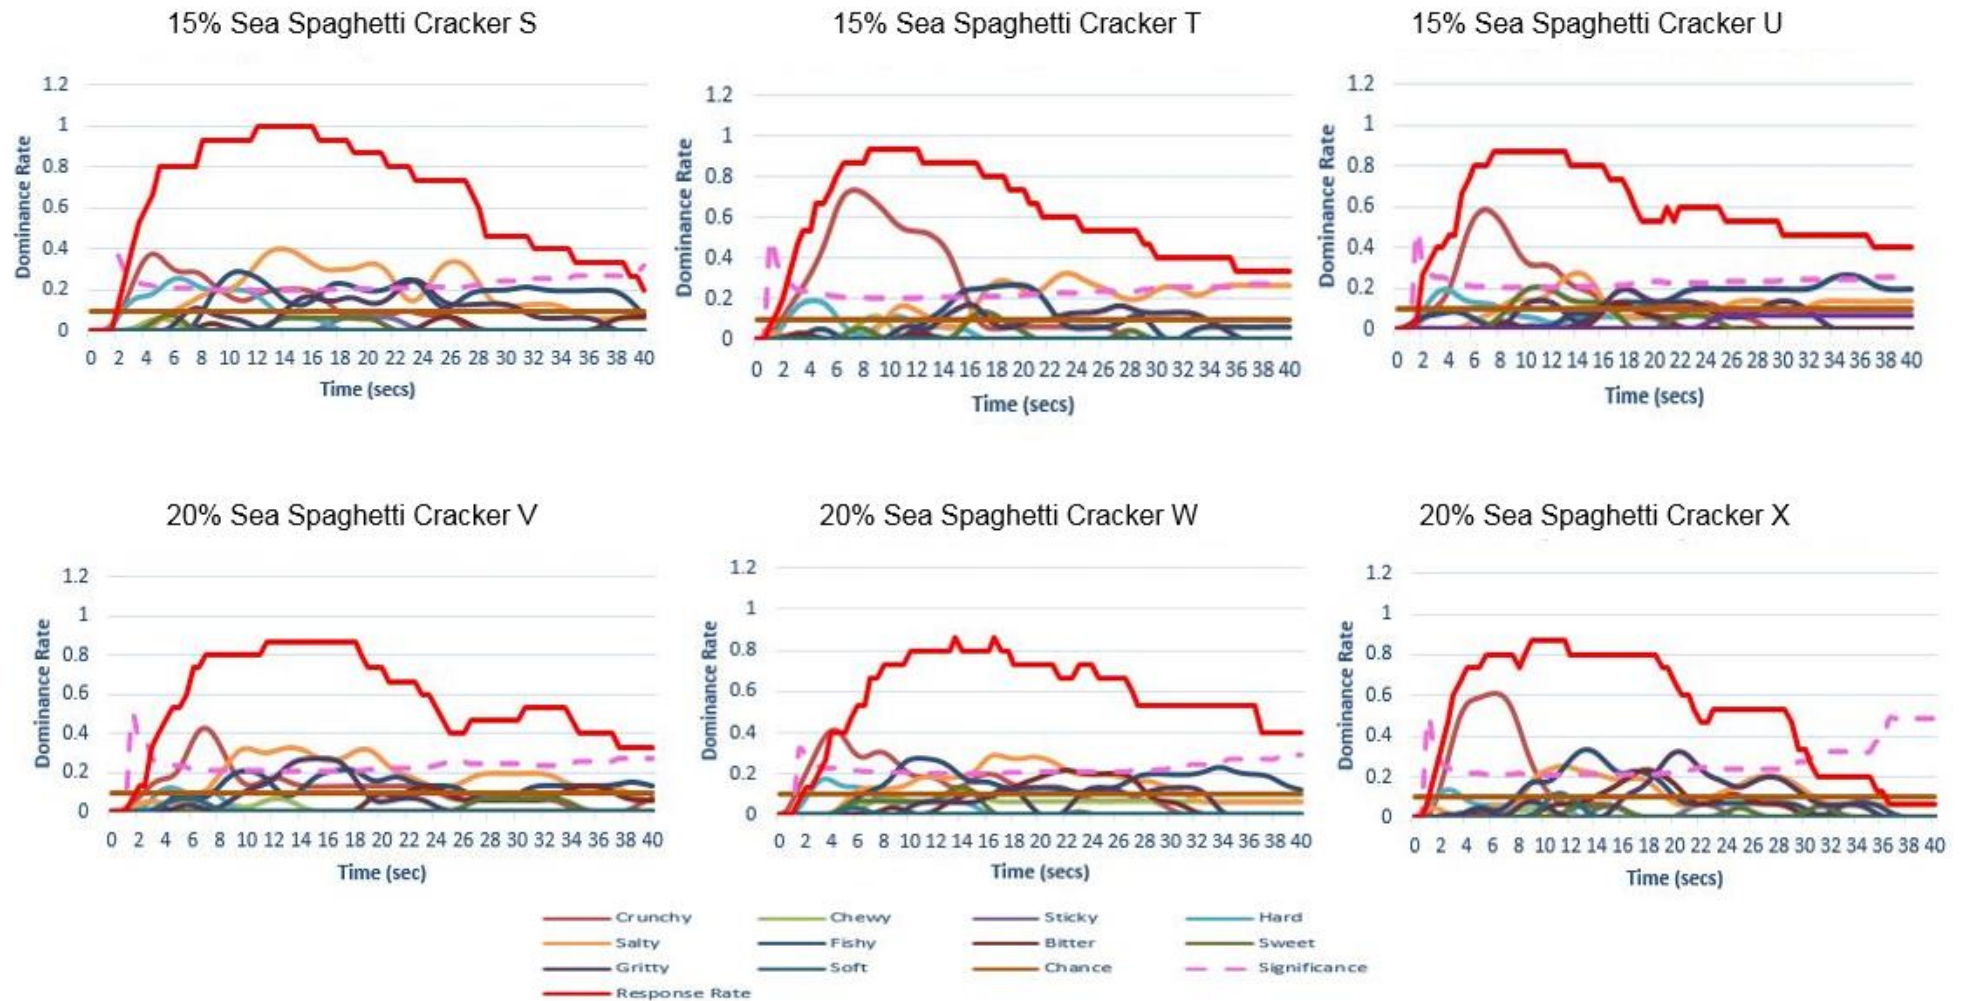 15% Sea Spaghetti Cracker S
15% Sea Spaghetti Cracker T
15% Sea Spaghetti Cracker U
1.2
1
0.8
0.6
0.4
0.2
0
Dominance Rate
0 2 4 6 8 10 12 14 16 18 20 22 24 26 28 30 32 34 36 38 40
Time (secs)
1.2
1
0.8
0.6
0.4
0.2
0
Dominance Rate
0 2 4 6 8 10 12 14 16 18 20 22 24 26 28 30 32 34 36 38 40
Time (secs)
1.2
1
0.8
0.6
0.4
0.2
0
Dominance Rate
0 2 4 6 8 10 12 14 16 18 20 22 24 26 28 30 32 34 36 38 40
Time (secs)
20% Sea Spaghetti Cracker V
20% Sea Spaghetti Cracker W
20% Sea Spaghetti Cracker X
1.2
1
0.8
0.6
0.4
0.2
0
Dominance Rate
0 2 4 6 8 10 12 14 16 18 20 22 24 26 28 30 32 34 36 38 40
Time (sec)
1.2
1
0.8
0.6
0.4
0.2
0
Dominance Rate
0 2 4 6 8 10 12 14 16 18 20 22 24 26 28 30 32 34 36 38 40
Time (secs)
1.2
1
0.8
0.6
0.4
0.2
0
Dominance Rate
0 2 4 6 8 10 12 14 16 18 20 22 24 26 28 30 32 34 36 38 40
Time (secs)
Crunchy Chewy Sticky Hard
Salty Fishy Bitter Sweet
Gritty Soft Chance Significance
Response Rate